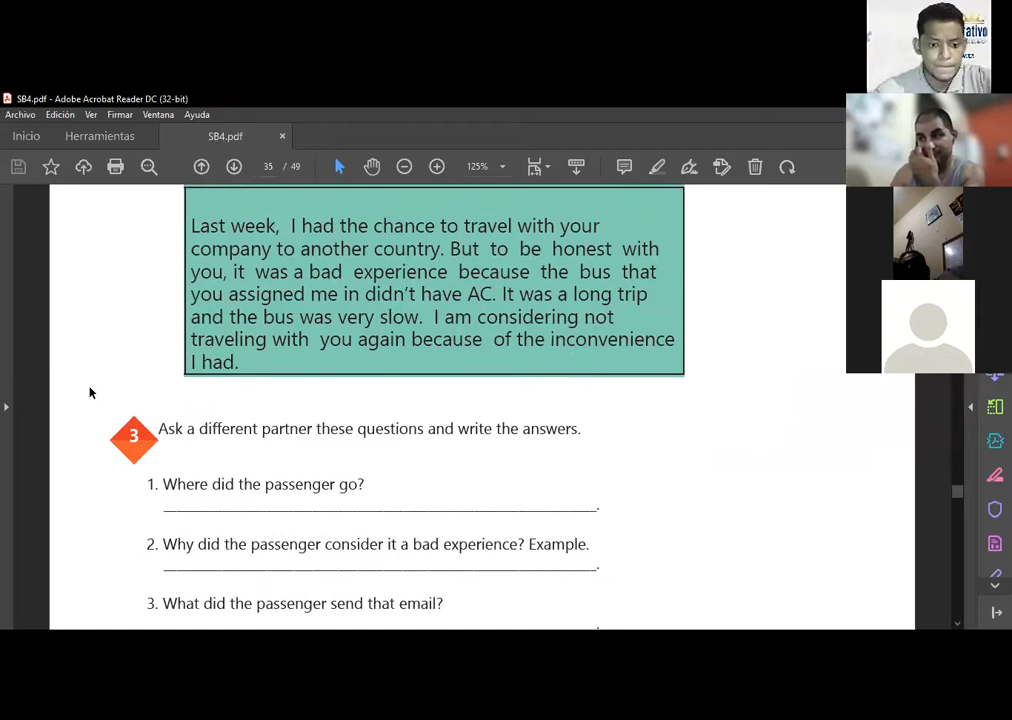 SB4.pdf - Adobe Acrobat Reader DC (32-bit)
Archivo Edición Ver Firmar Ventana Ayuda
Inicio Herramientas SB4.pdf ×
35 / 49 125%
Last week, I had the chance to travel with your
company to another country. But to be honest with
you, it was a bad experience because the bus that
you assigned me in didn't have AC. It was a long trip
and the bus was very slow. I am considering not
traveling with you again because of the inconvenience
I had.
3 Ask a different partner these questions and write the answers.
1. Where did the passenger go?
2. Why did the passenger consider it a bad experience? Example.
3. What did the passenger send that email?